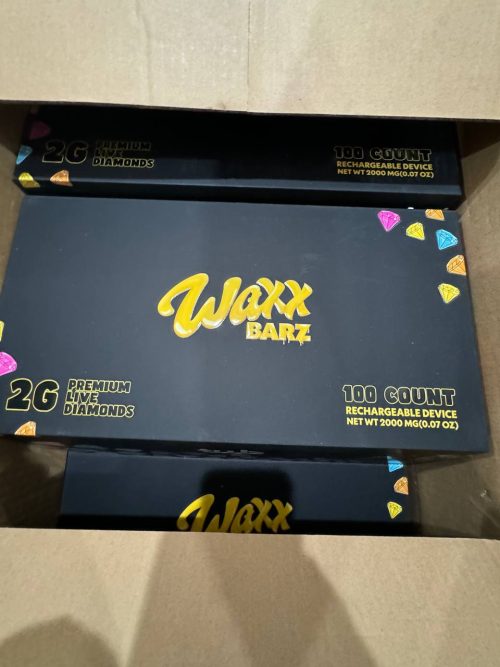 2G PREMIUM
LIVE
DIAMONDS
100 COUNT
RECHARGEABLE DEVICE
NET WT 2000 MG(0.07 OZ)
Waxx
BARZ
2G PREMIUM
LIVE
DIAMONDS
100 COUNT
RECHARGEABLE DEVICE
NET WT 2000 MG(0.07 OZ)
Waxx